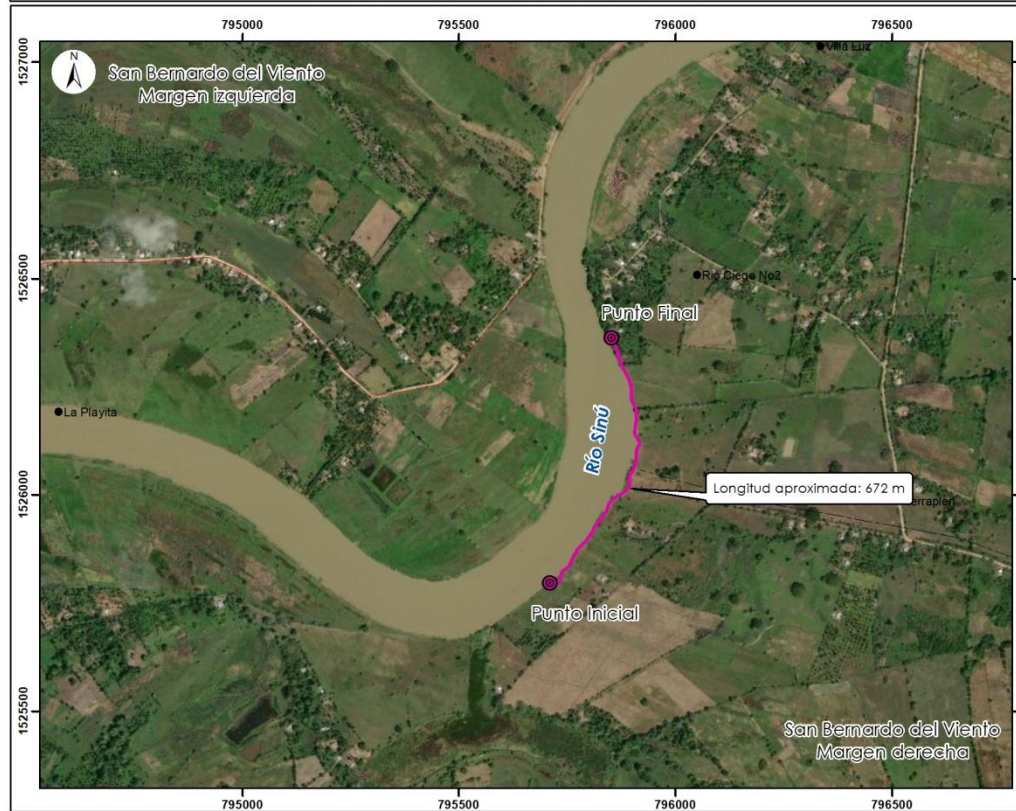 795000 795500 796000 796500
1527000
N
San Bernardo del Viento
Margen izquierda
Villa Luz
1526500
Rio Ciego No2
Punto Final
La Playita
Río Sinú
1526000
Longitud aproximada: 672 m
Punto Inicial
1525500
San Bernardo del Viento
Margen derecha
795000 795500 796000 796500